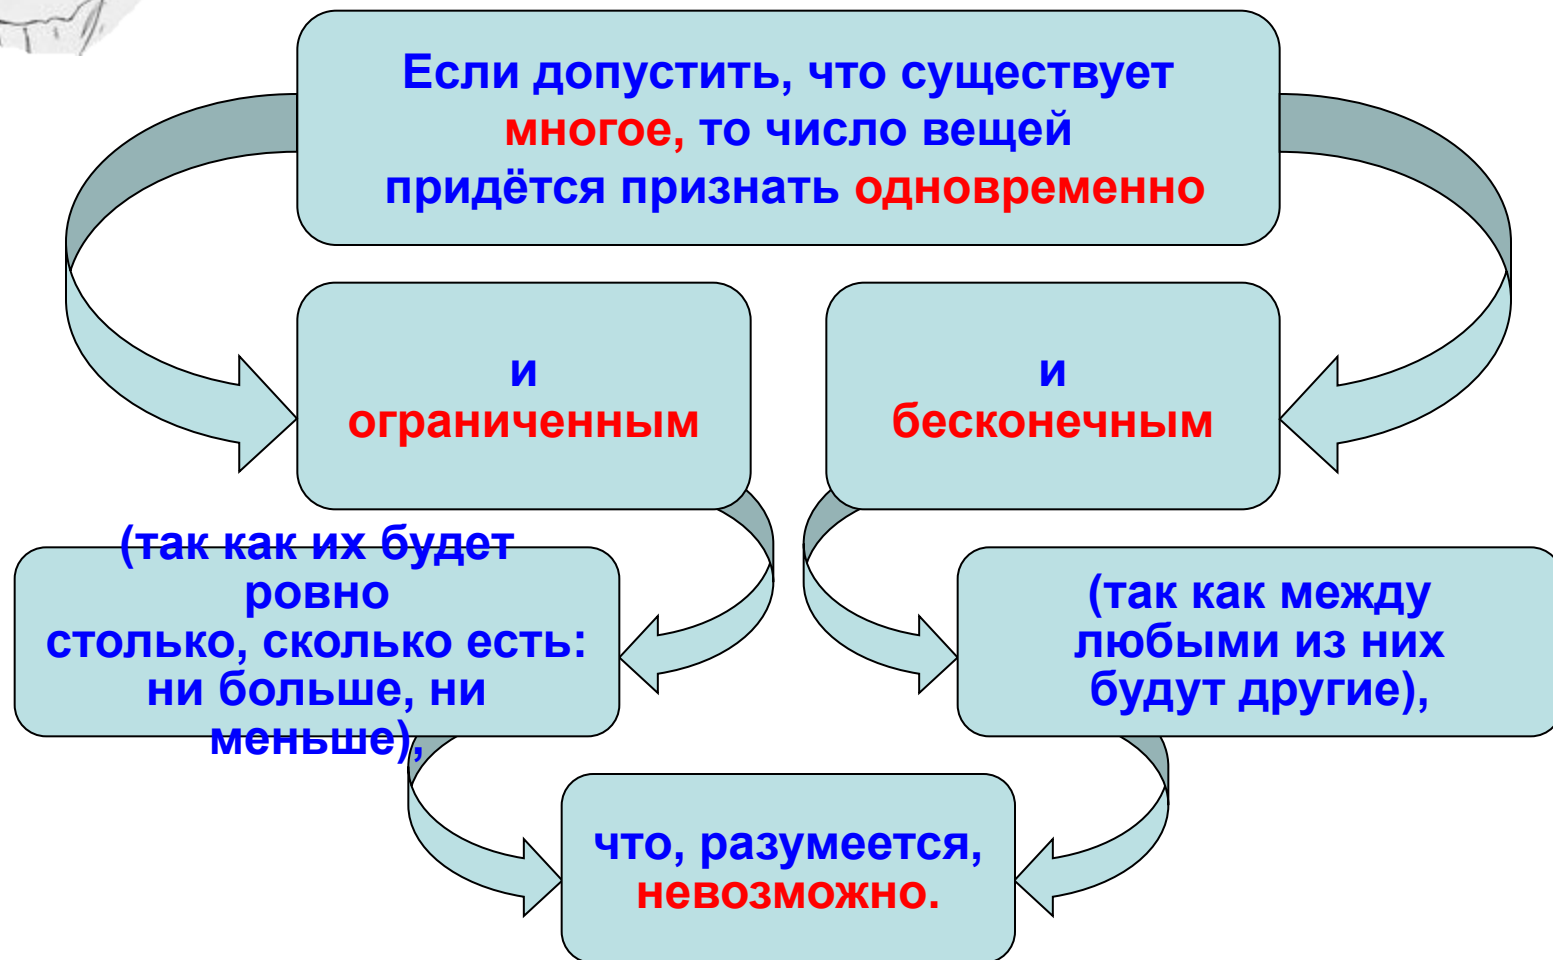 Если допустить, что существует
многое, то число вещей
придётся признать одновременно
и
ограниченным
и
бесконечным
(так как их будет
ровно
столько, сколько есть:
ни больше, ни
меньше),
(так как между
любыми из них
будут другие),
что, разумеется,
невозможно.